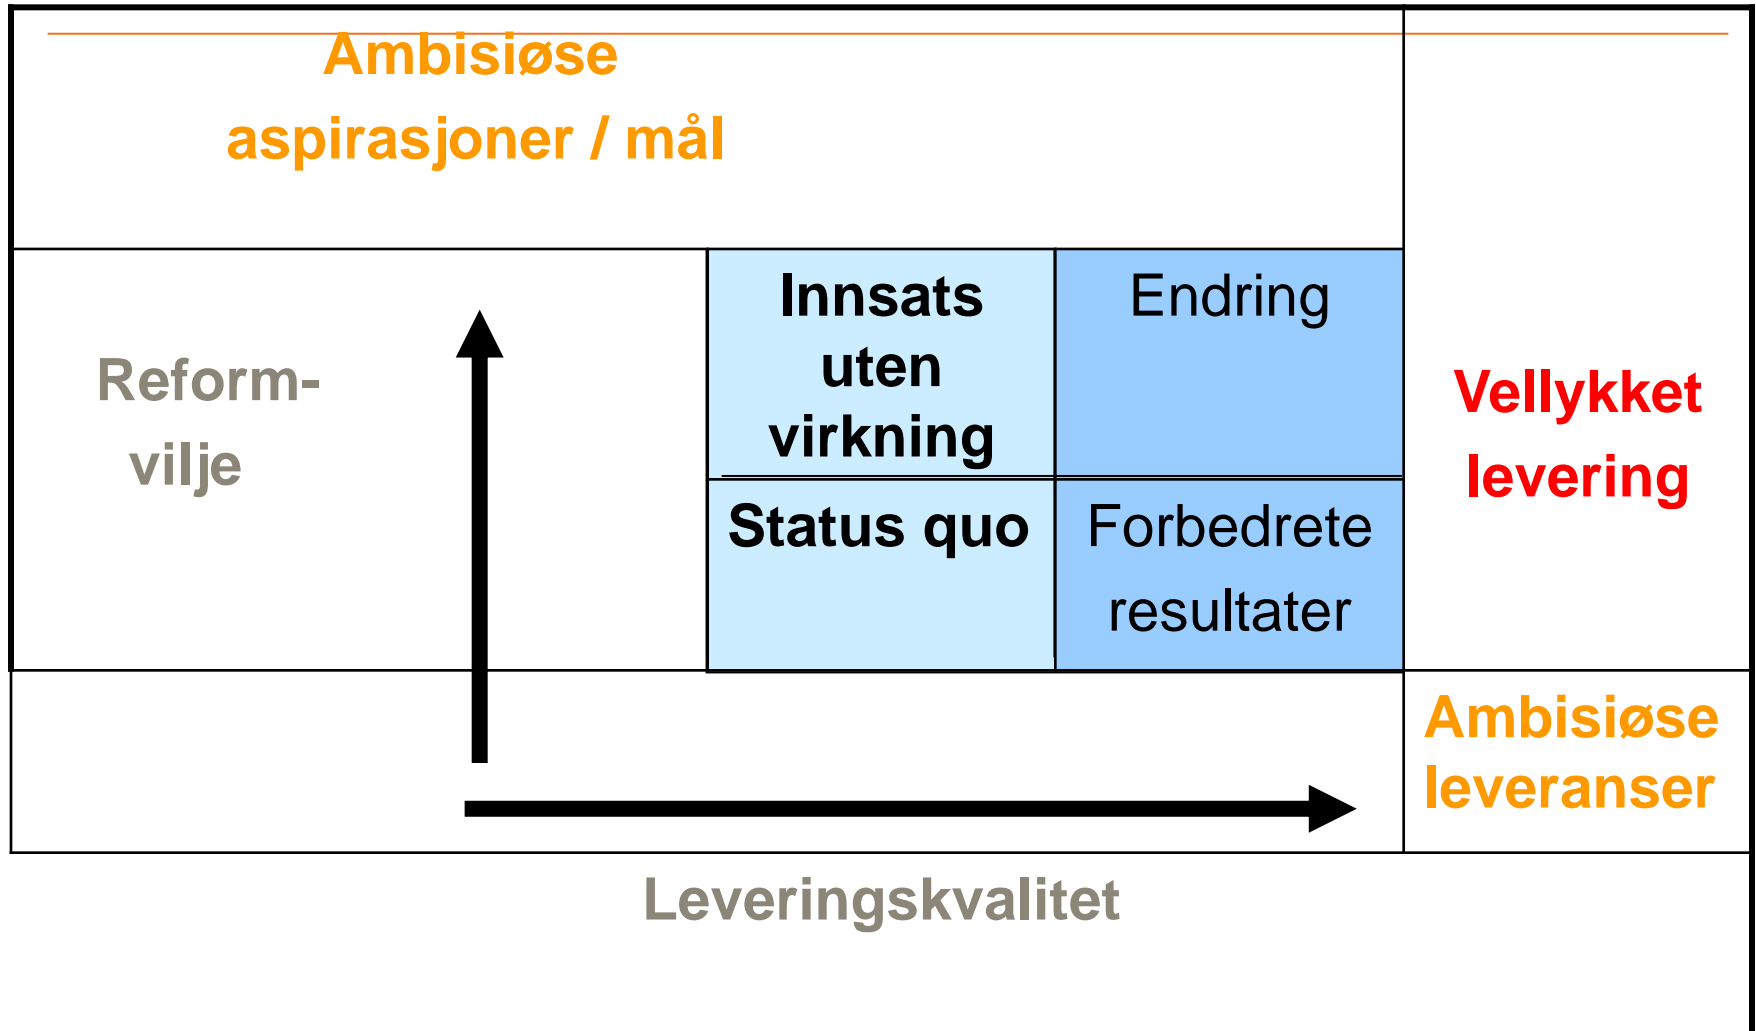 Ambisiøse
aspirasjoner / mål
Reform-
vilje
Innsats
uten
virkning
Endring
Status quo
Forbedrete
resultater
Vellykket
levering
Ambisiøse
leveranser
Leveringskvalitet